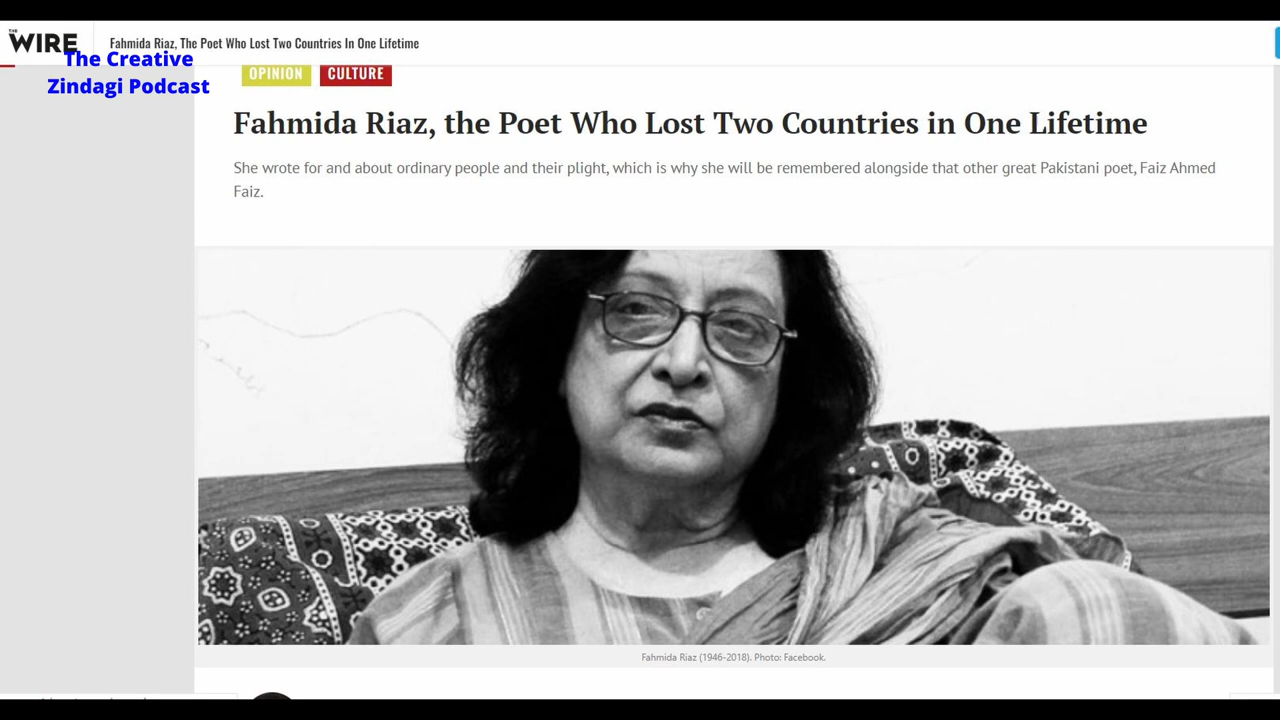 THE
WIRE
Fahmida Riaz, The Poet Who Lost Two Countries In One Lifetime
The Creative
Zindagi Podcast
OPINION
CULTURE
Fahmida Riaz, the Poet Who Lost Two Countries in One Lifetime
She wrote for and about ordinary people and their plight, which is why she will be remembered alongside that other great Pakistani poet, Faiz Ahmed
Faiz.
Fahmida Riaz (1946-2018). Photo: Facebook.